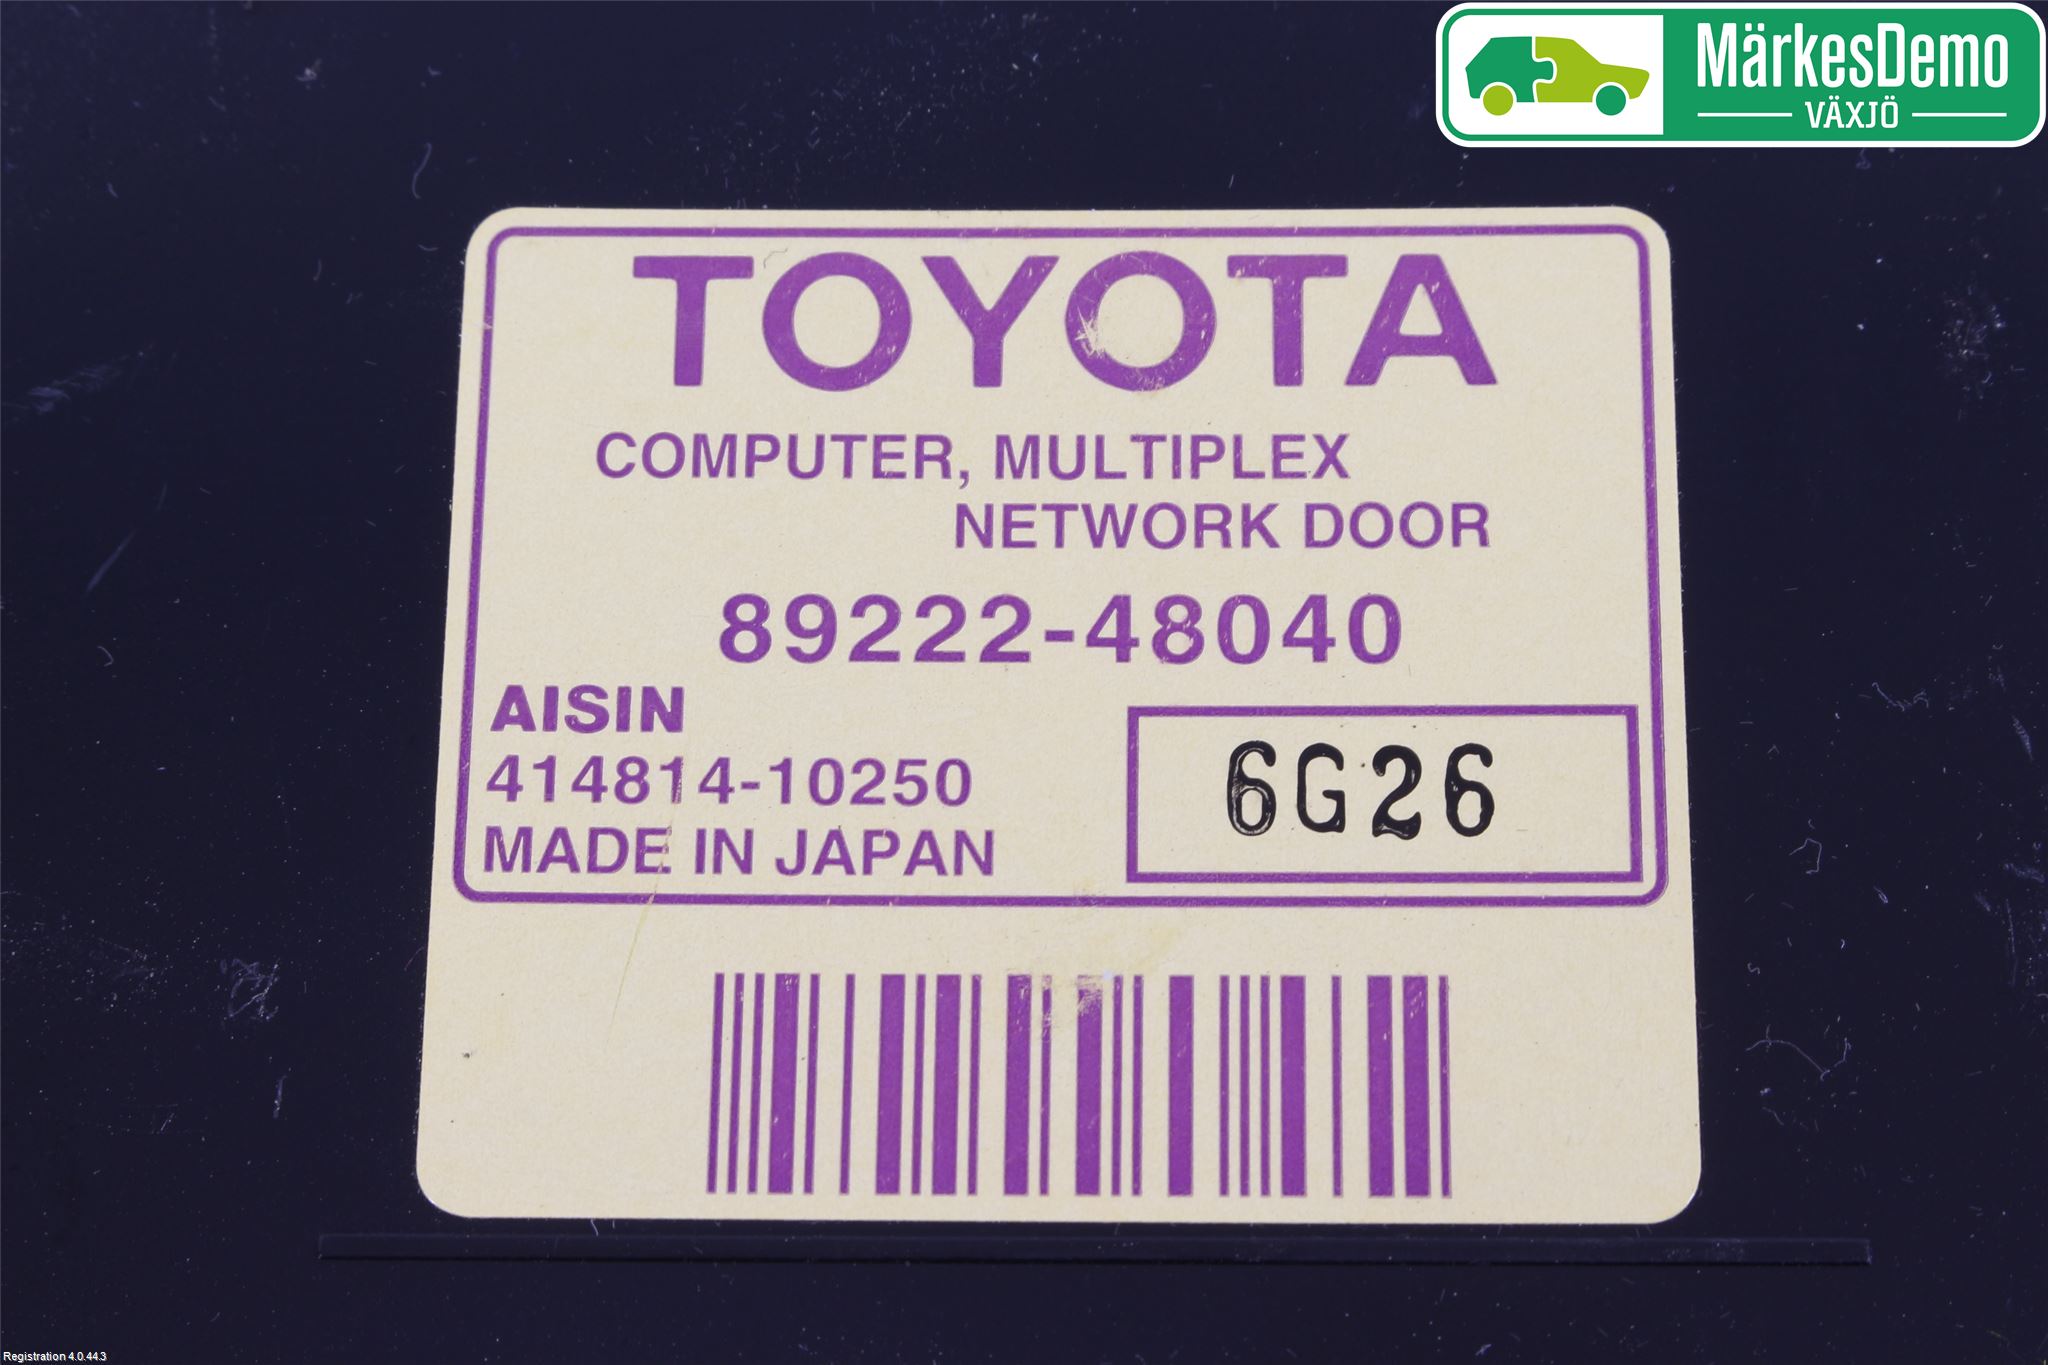 MärkesDemo
VÄXJÖ
TOYOTA
COMPUTER, MULTIPLEX
NETWORK DOOR
89222-48040
AISIN
414814-10250
MADE IN JAPAN
6G26
Registration 4.0.44.3